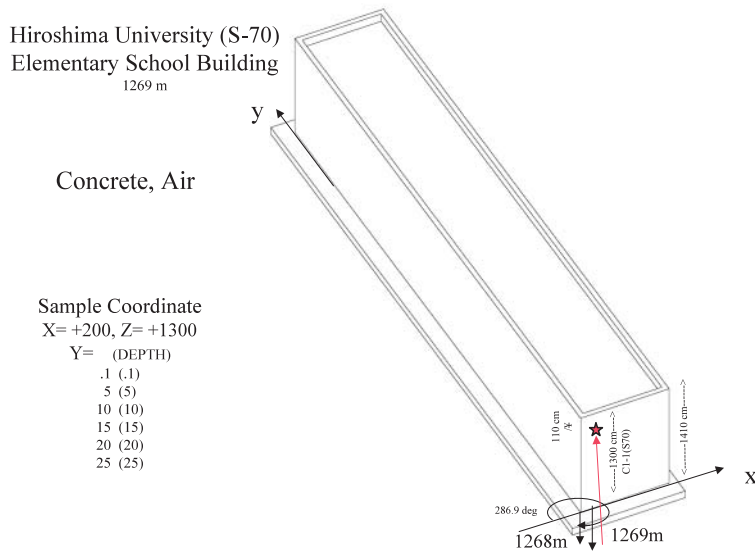 Hiroshima University (S-70)
Elementary School Building
1269 m
y
Concrete, Air
Sample Coordinate
X= +200, Z= +1300
Y= (DEPTH)
.1 (.1)
5 (5)
10 (10)
15 (15)
20 (20)
25 (25)
110 cm
/¥
<----1300 cm---->
C1-1(S70)
<-------1410 cm------>
x
286.9 deg
1268m
1269m